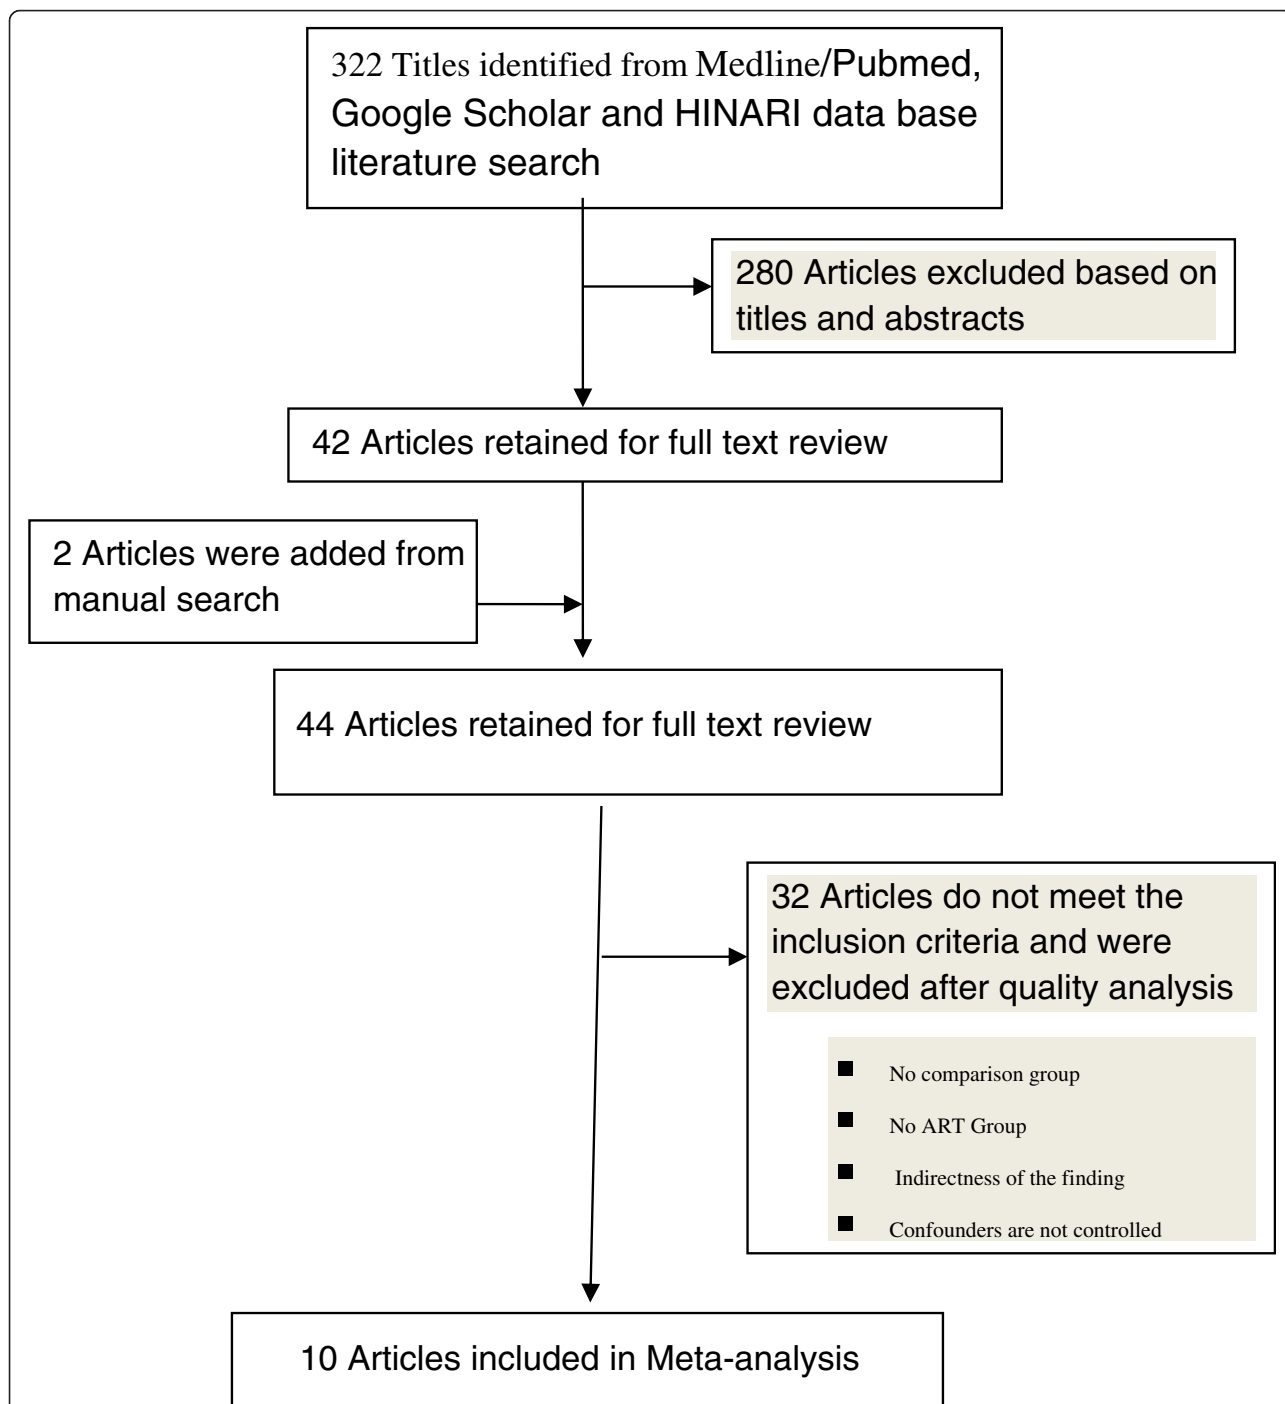 322 Titles identified from Medline/Pubmed,
Google Scholar and HINARI data base
literature search
280 Articles excluded based on
titles and abstracts
42 Articles retained for full text review
2 Articles were added from
manual search
44 Articles retained for full text review
32 Articles do not meet the
inclusion criteria and were
excluded after quality analysis
■ No comparison group
■ No ART Group
■ Indirectness of the finding
■ Confounders are not controlled
10 Articles included in Meta-analysis